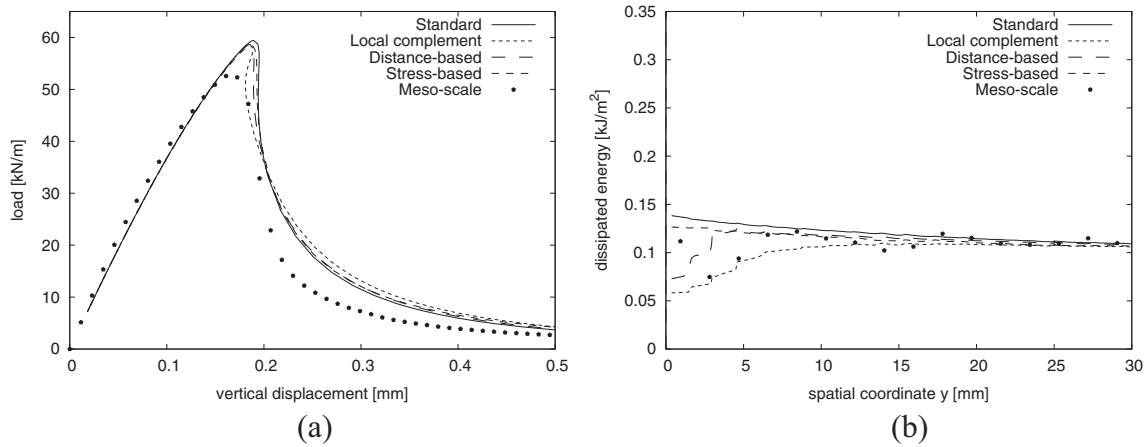 Standard
Local complement
Distance-based
Stress-based
Meso-scale
load [kN/m]
60
50
40
30
20
10
0
0 0.1 0.2 0.3 0.4 0.5
vertical displacement [mm]
(a)
Standard
Local complement
Distance-based
Stress-based
Meso-scale
dissipated energy [kJ/m²]
0.35
0.3
0.25
0.2
0.15
0.1
0.05
0
0 5 10 15 20 25 30
spatial coordinate y [mm]
(b)